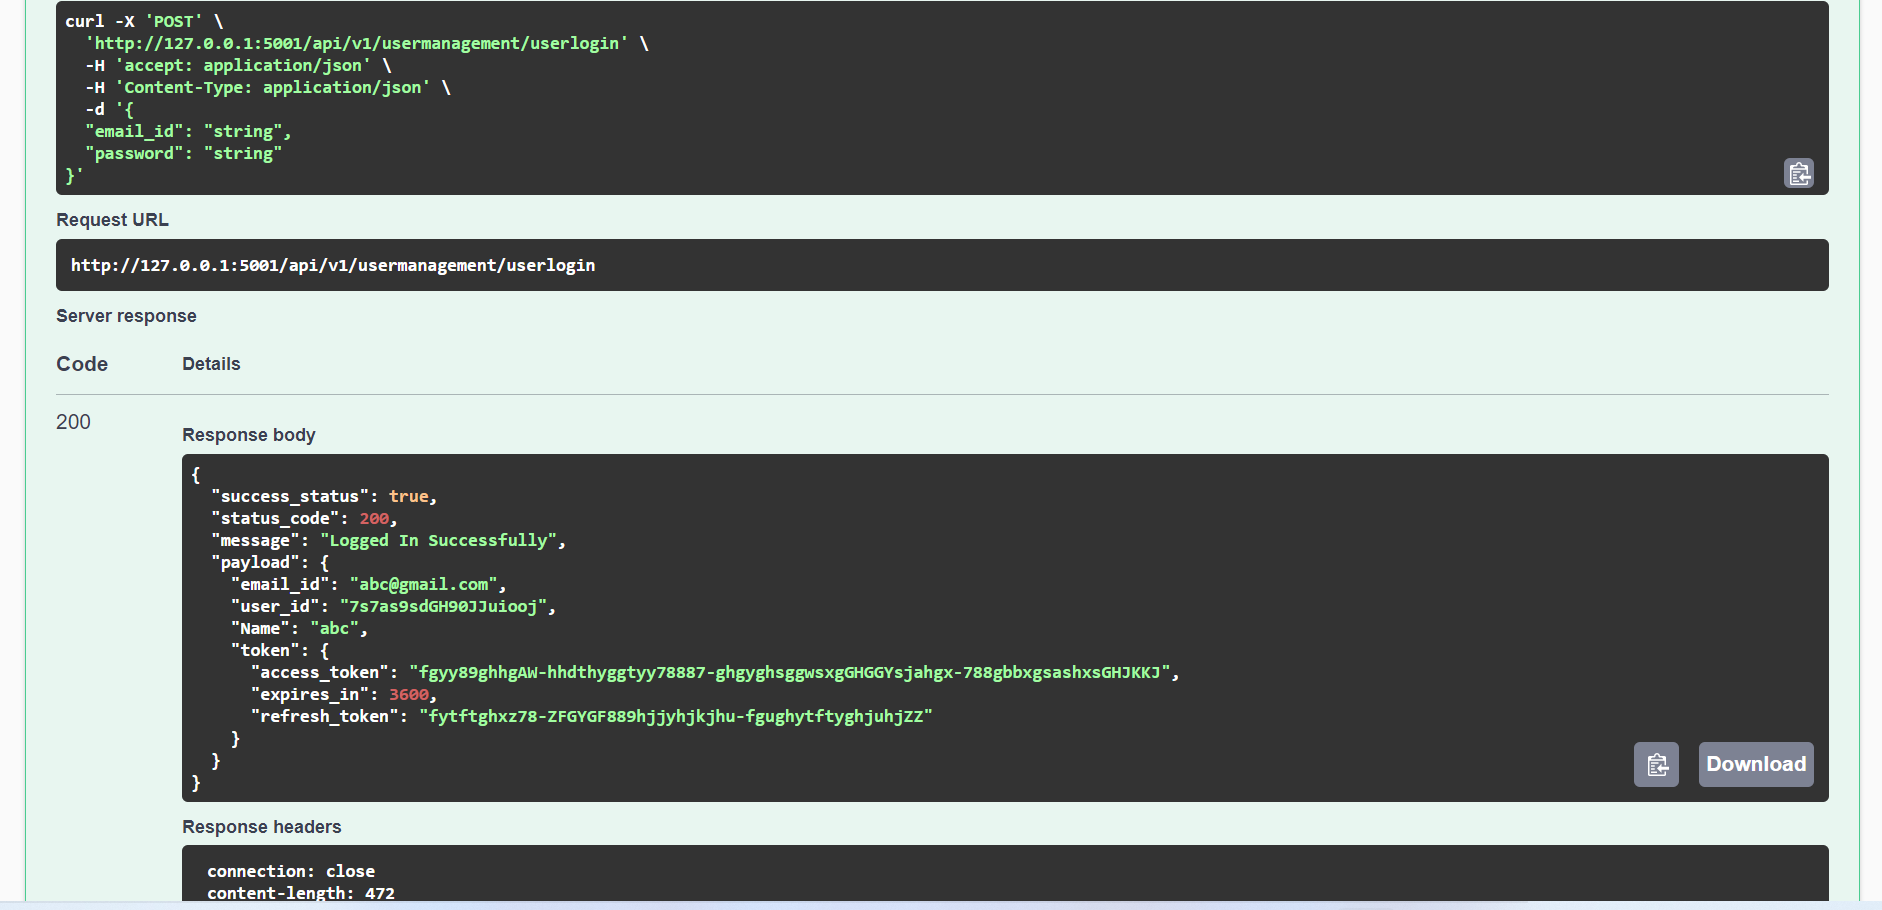 curl -X 'POST' \
  'http://127.0.0.1:5001/api/v1/usermanagement/userlogin' \
  -H 'accept: application/json' \
  -H 'Content-Type: application/json' \
  -d '{
  "email_id": "string",
  "password": "string"
}'
Request URL
http://127.0.0.1:5001/api/v1/usermanagement/userlogin
Server response
Code Details
200
Response body
{
  "success_status": true,
  "status_code": 200,
  "message": "Logged In Successfully",
  "payload": {
    "email_id": "abc@gmail.com",
    "user_id": "7s7as9sdGH90JJuiooj",
    "Name": "abc",
    "token": {
      "access_token": "fgyy89ghhgAW-hhdthyggtyy78887-ghgyghsggwsxgGHGGYsjahgx-788gbbxgsashxsGHJKKJ",
      "expires_in": 3600,
      "refresh_token": "fytftghxz78-ZFGYGF889hjjyhjkjhu-fgughytftyghjuhjZZ"
    }
  }
}
Download
Response headers
connection: close
content-length: 472